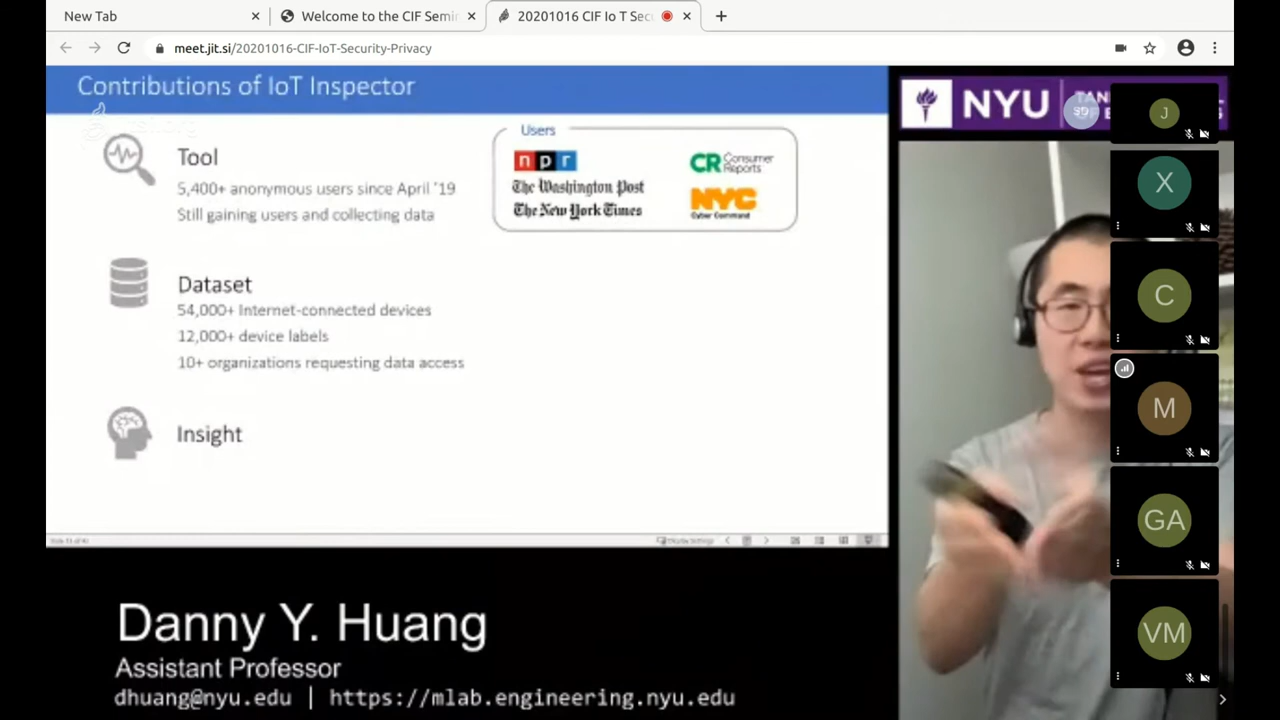 New Tab
Welcome to the CIF Semi
20201016 CIF Io T Sec
meet.jit.si/20201016-CIF-IoT-Security-Privacy
Contributions of IoT Inspector
Tool
5,400+ anonymous users since April '19
Still gaining users and collecting data
Users
npr
CR Consumer Reports
The Washington Post
The New York Times
NYC
Cyber Command
Dataset
54,000+ Internet-connected devices
12,000+ device labels
10+ organizations requesting data access
Insight
Display Settings
NYU
TAN
SD
J
X
C
M
GA
VM
Danny Y. Huang
Assistant Professor
dhuang@nyu.edu | https://mlab.engineering.nyu.edu